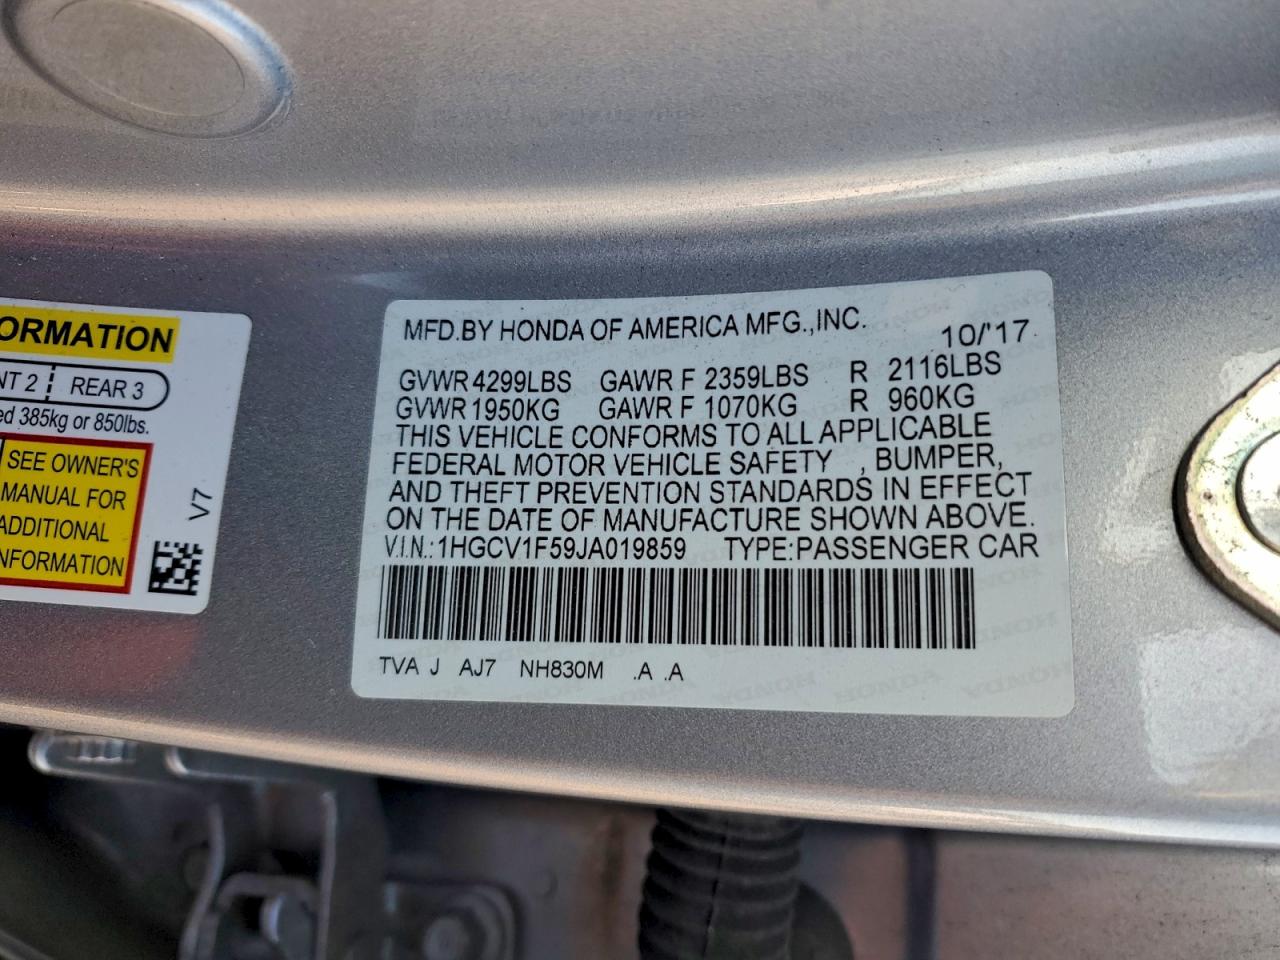 ORMATION
NT 2 REAR 3
ed 385kg or 850lbs.
SEE OWNER'S
MANUAL FOR
ADDITIONAL
INFORMATION
V7
MFD.BY HONDA OF AMERICA MFG.,INC. 10/'17
GVWR 4299LBS GAWR F 2359LBS R 2116LBS
GVWR 1950KG GAWR F 1070KG R 960KG
THIS VEHICLE CONFORMS TO ALL APPLICABLE
FEDERAL MOTOR VEHICLE SAFETY , BUMPER,
AND THEFT PREVENTION STANDARDS IN EFFECT
ON THE DATE OF MANUFACTURE SHOWN ABOVE.
V.I.N.:1HGCV1F59JA019859 TYPE:PASSENGER CAR
TVA J AJ7 NH830M .A .A